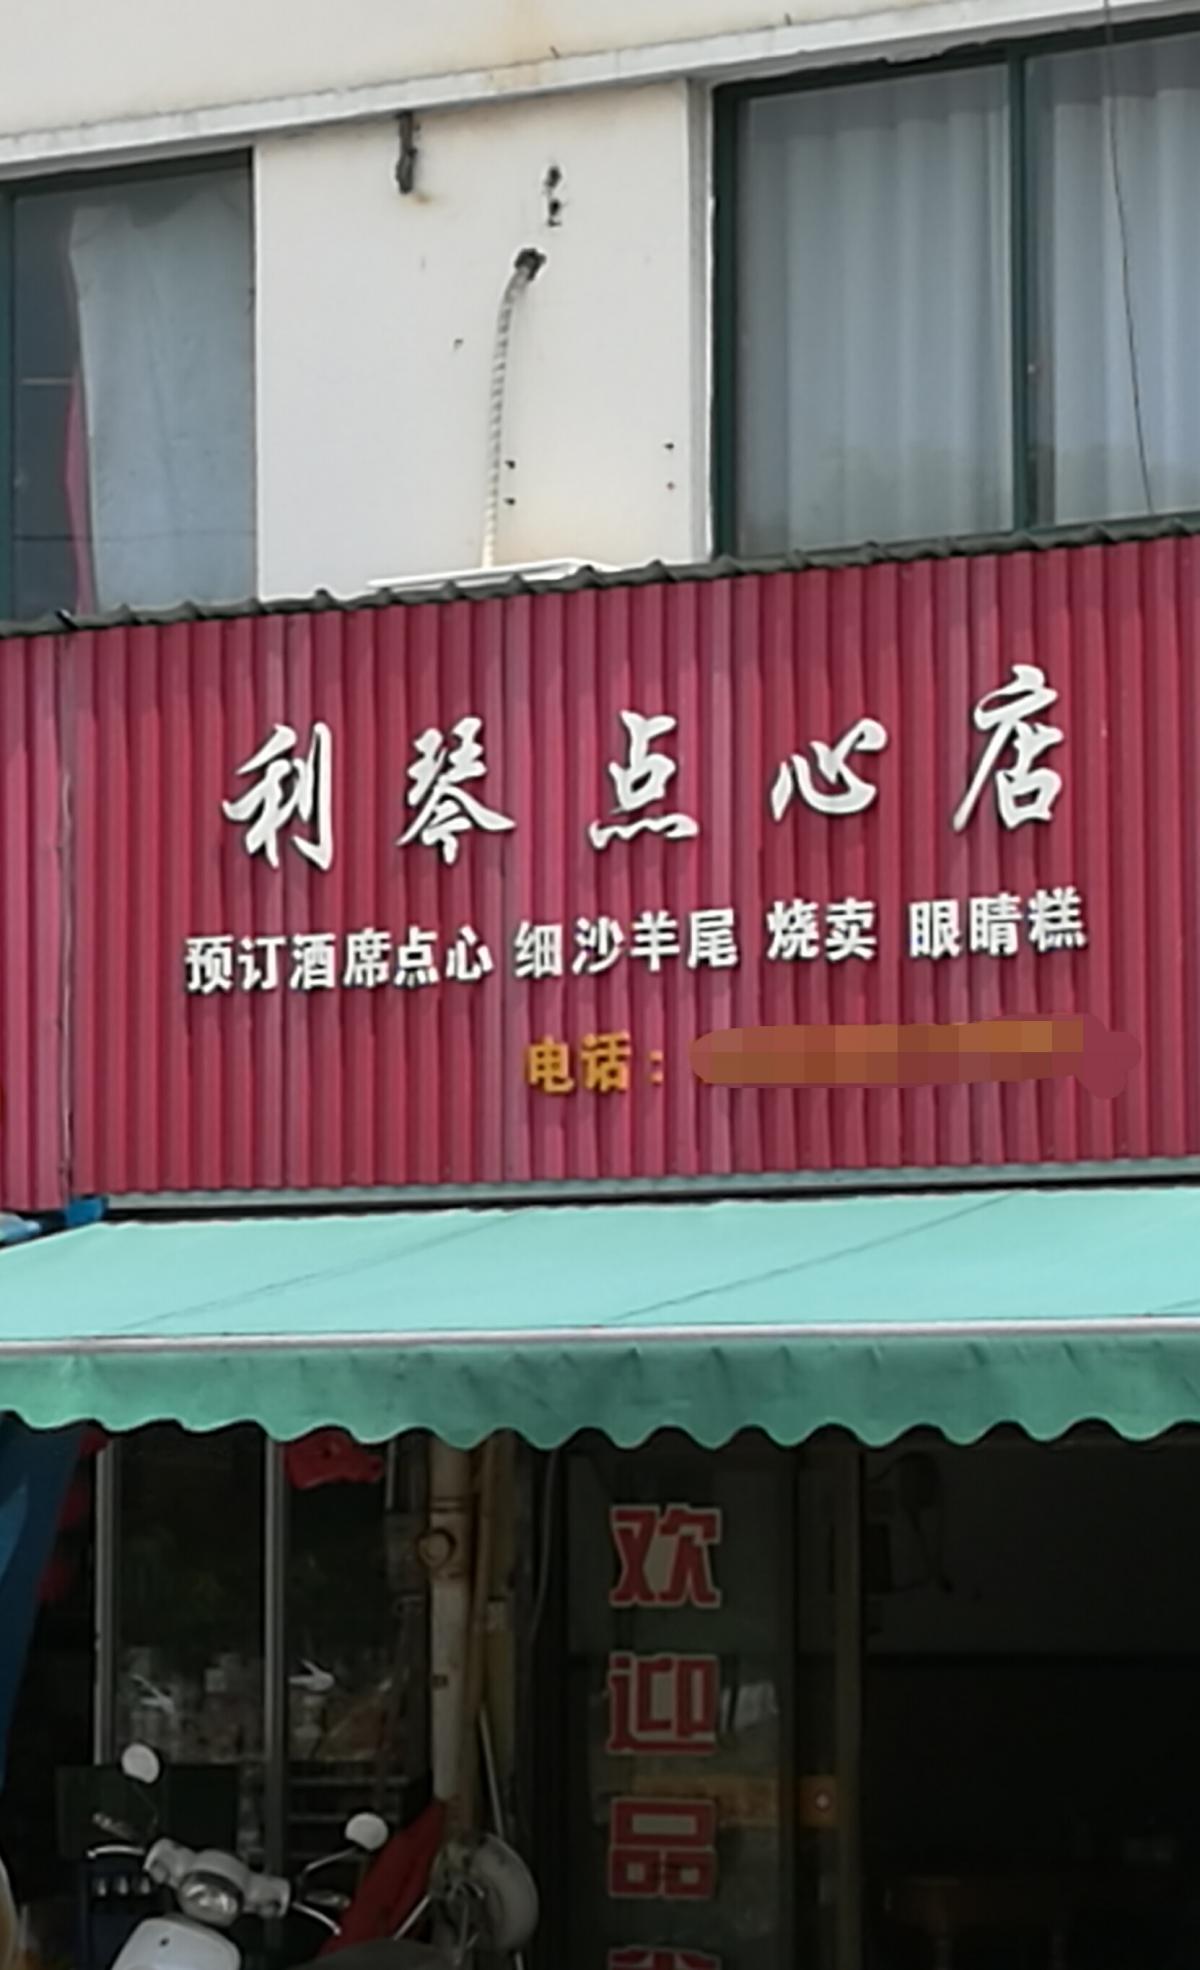 利琴点心店
预订酒席点心 细沙羊尾 烧卖 眼睛糕
电话：
欢迎品